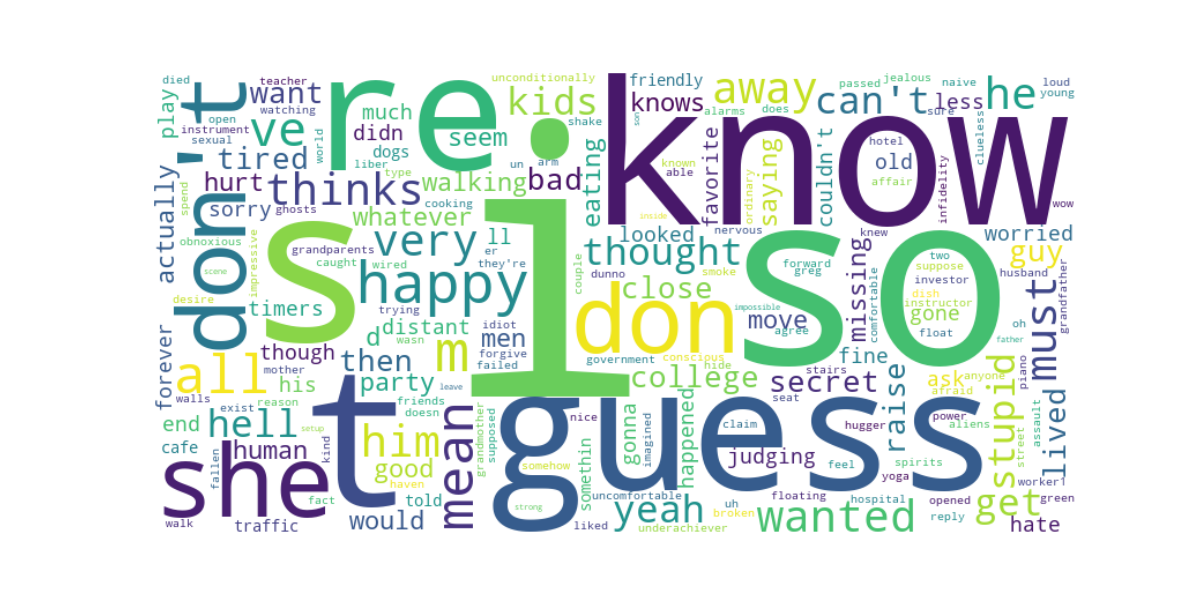 died
teacher
want
watching
play
open
instrument
sexual
don't
re
ve
didn
much
tired
world
dogs
seem
liber
type
unconditionally
kids
i
shake
know
friendly
knows
son
away
alarms
does
passed
jealous
can't
less
sure
naive
clueless
he
loud
young
actually
spend
hurt
sorry
ghosts
thinks
walking
cooking
un
arm
bad
eating
known
able
favorite
ordinary
saying
couldn't
hotel
old
affair
infidelity
wow
inside
obnoxious
impressive
whatever
s
very
grandparents
caught
wired
ll
er
they're
happy
looked
nervous
thought
dunno
couple
close
smoke
forward
greg
so
knew
missing
comfortable
two
suppose
investor
dish
instructor
gone
float
worried
guy
husband
grandfather
must
oh
father
scene
desire
timers
trying
d
distant
wasn
m
idiot
men
forgive
failed
don
move
agree
impossible
government
conscious
hide
fine
forever
all
though
mother
then
his
party
leave
college
stairs
secret
seat
raise
ask
anyone
afraid
stupid
piano
walls
reason
exist
end
hell
setup
friends
doesn
t
guess
nice
gonna
imagined
happened
claim
hugger
power
aliens
street
assault
lived
cafe
fallen
human
kind
him
good
haven
mean
grandmother
supposed
somehow
somethin
judging
feel
yoga
spirits
worker
she
fact
told
strong
uncomfortable
uh
floating
hospital
opened
get
green
walk
traffic
would
liked
yeah
underachiever
broken
wanted
reply
hate